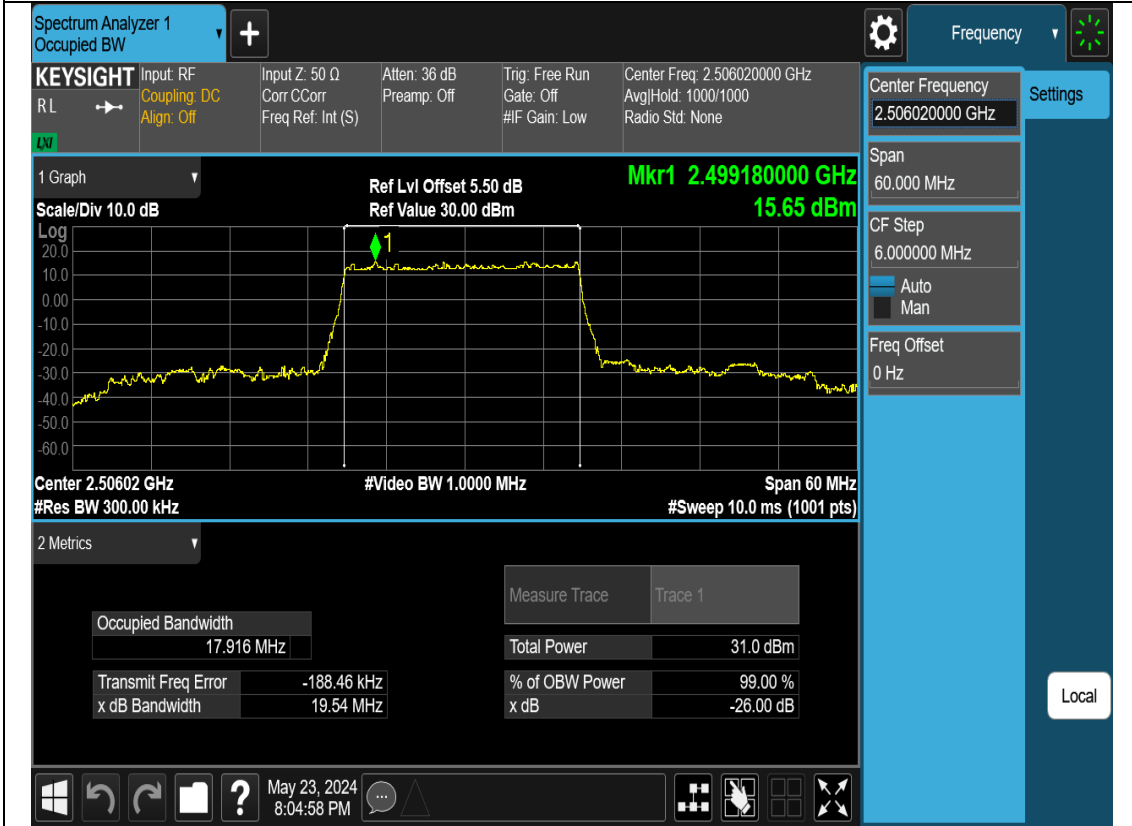 Spectrum Analyzer 1
Occupied BW
+
Frequency
KEYSIGHT
R L
LXI
Input: RF
Coupling: DC
Align: Off
Input Z: 50 Ω
Corr CCorr
Freq Ref: Int (S)
Atten: 36 dB
Preamp: Off
Trig: Free Run
Gate: Off
#IF Gain: Low
Center Freq: 2.506020000 GHz
Avg|Hold: 1000/1000
Radio Std: None
Center Frequency
2.506020000 GHz
Settings
Span
60.000 MHz
CF Step
6.000000 MHz
Auto
Man
Freq Offset
0 Hz
Local
1 Graph
Scale/Div 10.0 dB
Ref Lvl Offset 5.50 dB
Ref Value 30.00 dBm
Mkr1 2.499180000 GHz
15.65 dBm
Log
1
20.0
10.0
0.00
-10.0
-20.0
-30.0
-40.0
-50.0
-60.0
Center 2.50602 GHz
#Video BW 1.0000 MHz
Span 60 MHz
#Res BW 300.00 kHz
#Sweep 10.0 ms (1001 pts)
2 Metrics
Measure Trace Trace 1
Occupied Bandwidth
17.916 MHz
Total Power 31.0 dBm
Transmit Freq Error -188.46 kHz
% of OBW Power 99.00 %
x dB Bandwidth 19.54 MHz
x dB -26.00 dB
?
May 23, 2024
8:04:58 PM